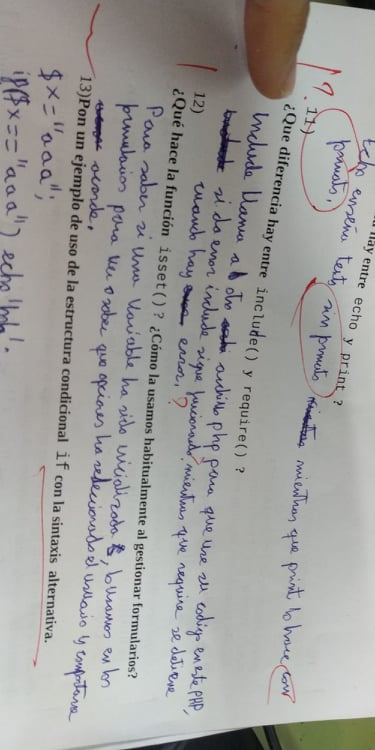 hay entre echo y print ?
Echo enseña texto sin formato mientras que print lo hace con
formato.
1?
11)
¿Que diferencia hay entre include() y require() ?
Include llama a otro archivo php para que use su codigo en este PHP,
si da error include sigue funcionado mientras que require se detiene
cuando hay error. ?
12)
¿Qué hace la función isset() ? ¿Cómo la usamos habitualmente al gestionar formularios?
Para saber si una variable ha sido inicializada, lo usamos en los
formularios para ver o saber que opciones ha seleccionado el usuario y comportarse
acorde.
13)Pon un ejemplo de uso de la estructura condicional if con la sintaxis alternativa.
$x="aaa";
if($x=="aaa") echo